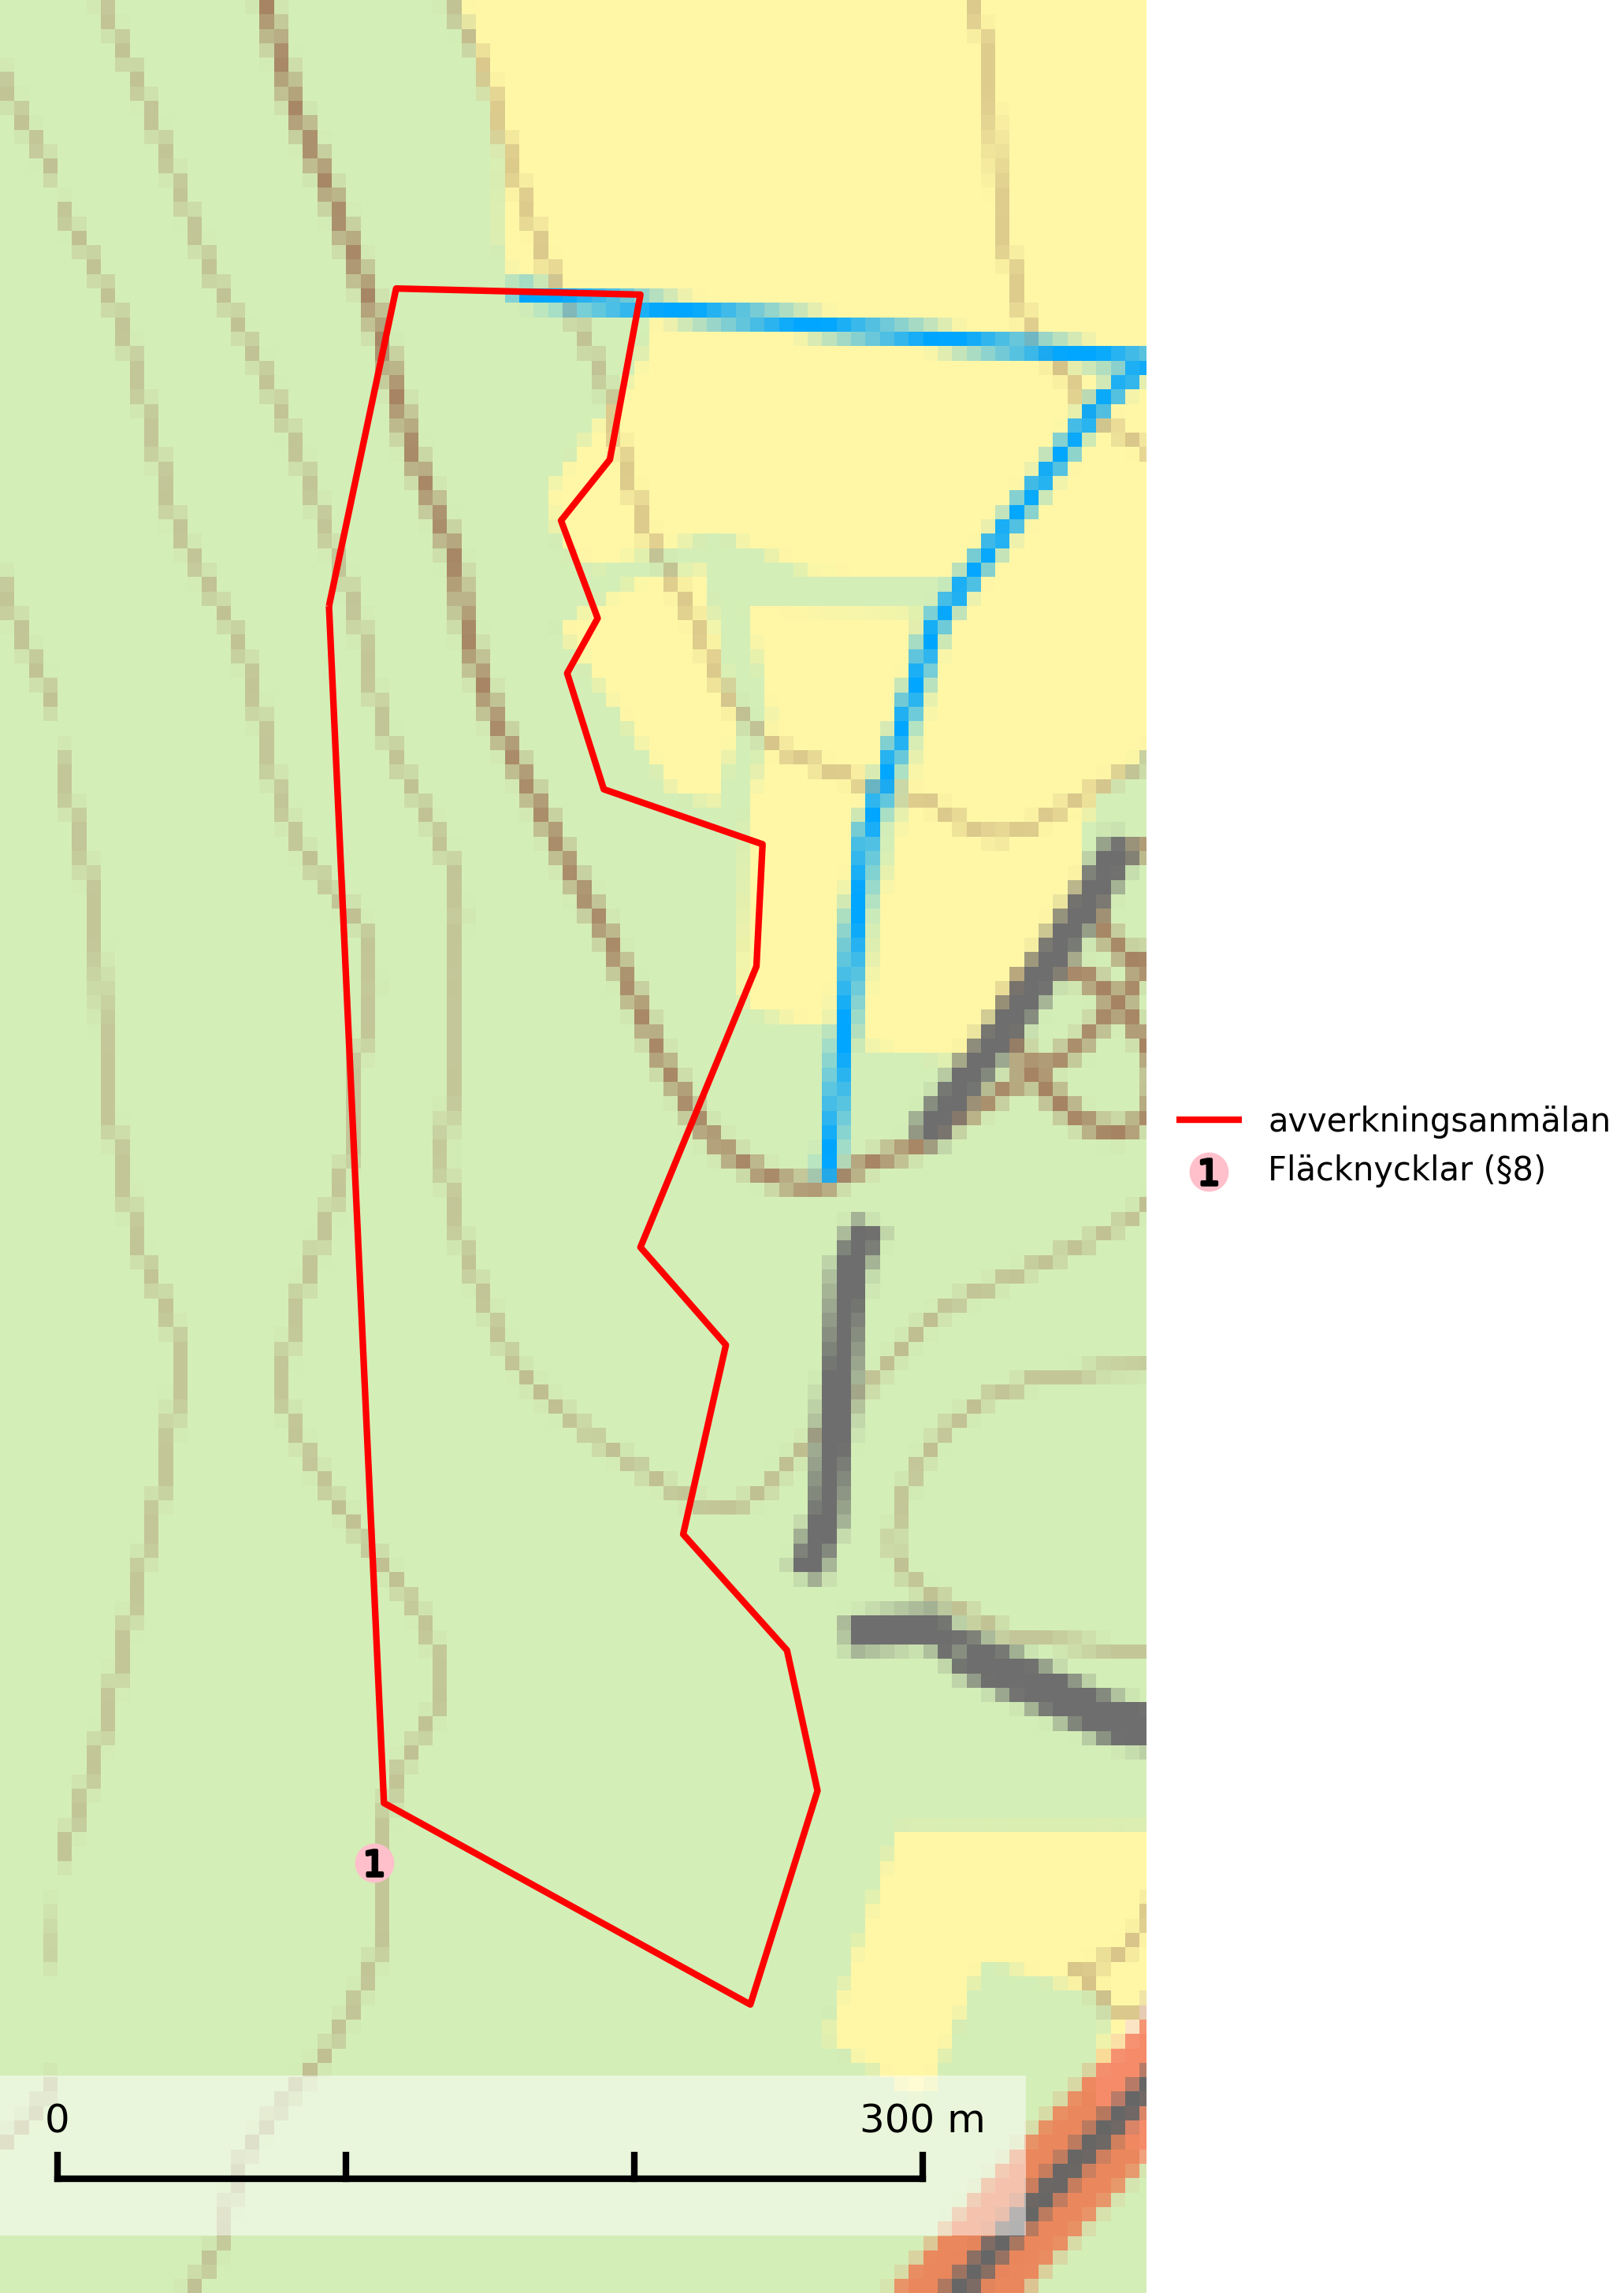 avverkningsanmälan
1 Fläcknycklar (§8)
1
0 300 m